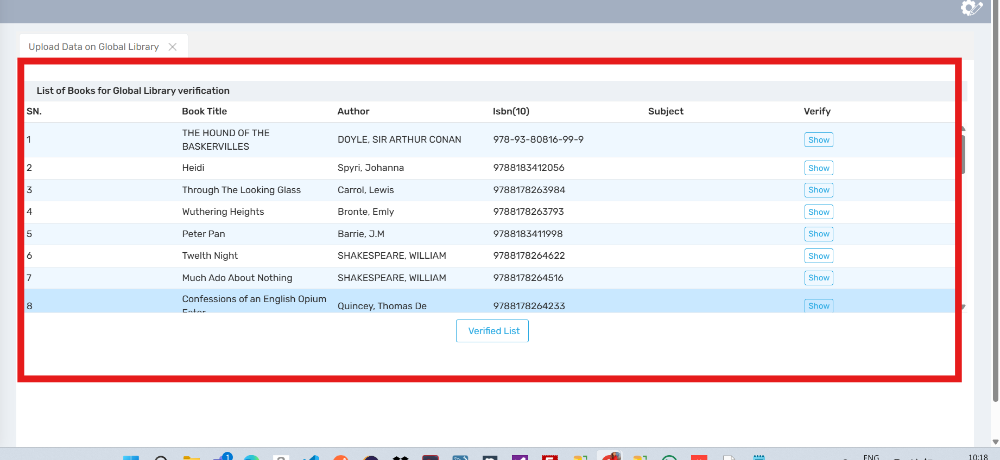 Upload Data on Global Library
List of Books for Global Library verification
SN. Book Title Author Isbn(10) Subject Verify
1 THE HOUND OF THE BASKERVILLES DOYLE, SIR ARTHUR CONAN 978-93-80816-99-9 Show
2 Heidi Spyri, Johanna 9788183412056 Show
3 Through The Looking Glass Carrol, Lewis 9788178263984 Show
4 Wuthering Heights Bronte, Emly 9788178263793 Show
5 Peter Pan Barrie, J.M 9788183411998 Show
6 Twelth Night SHAKESPEARE, WILLIAM 9788178264622 Show
7 Much Ado About Nothing SHAKESPEARE, WILLIAM 9788178264516 Show
8 Confessions of an English Opium Eater Quincey, Thomas De 9788178264233 Show
Verified List
1
ENG
10:18